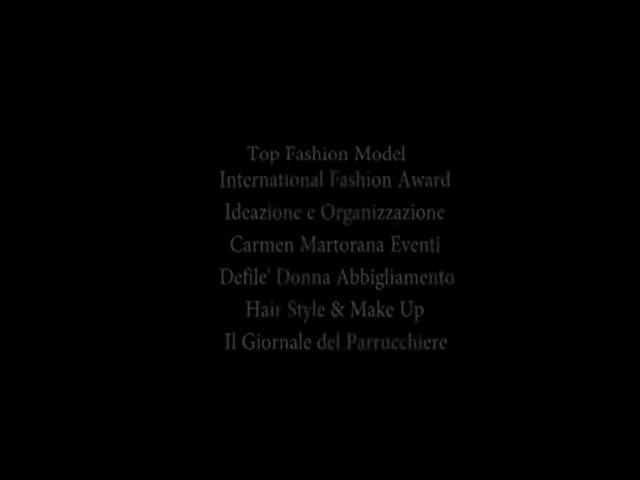 Top Fashion Model
International Fashion Award
Ideazione e Organizzazione
Carmen Martorana Eventi
Defile' Donna Abbigliamento
Hair Style & Make Up
Il Giornale del Parrucchiere